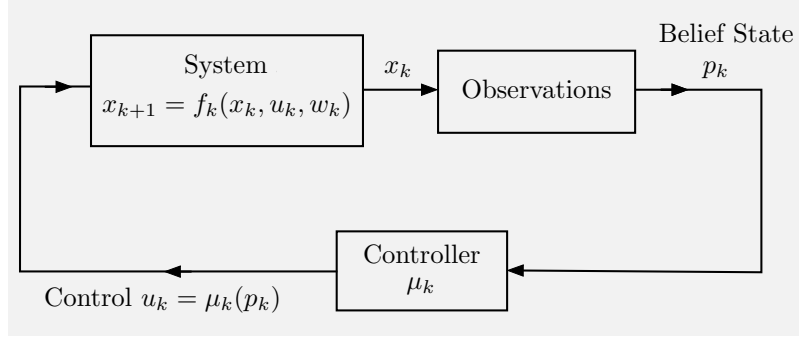 Belief State
p_k
System
x_{k+1} = f_k(x_k, u_k, w_k)
x_k
Observations
Controller
μ_k
Control u_k = μ_k(p_k)